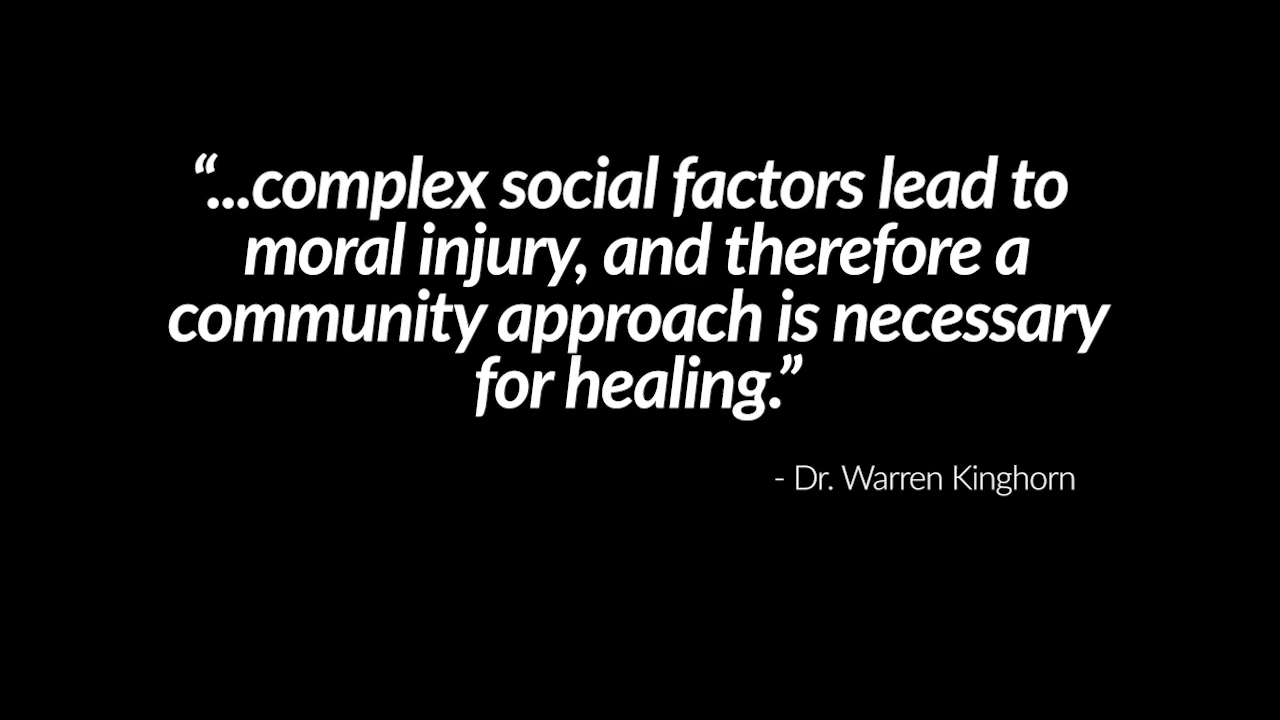 “...complex social factors lead to
moral injury, and therefore a
community approach is necessary
for healing.”
- Dr. Warren Kinghorn